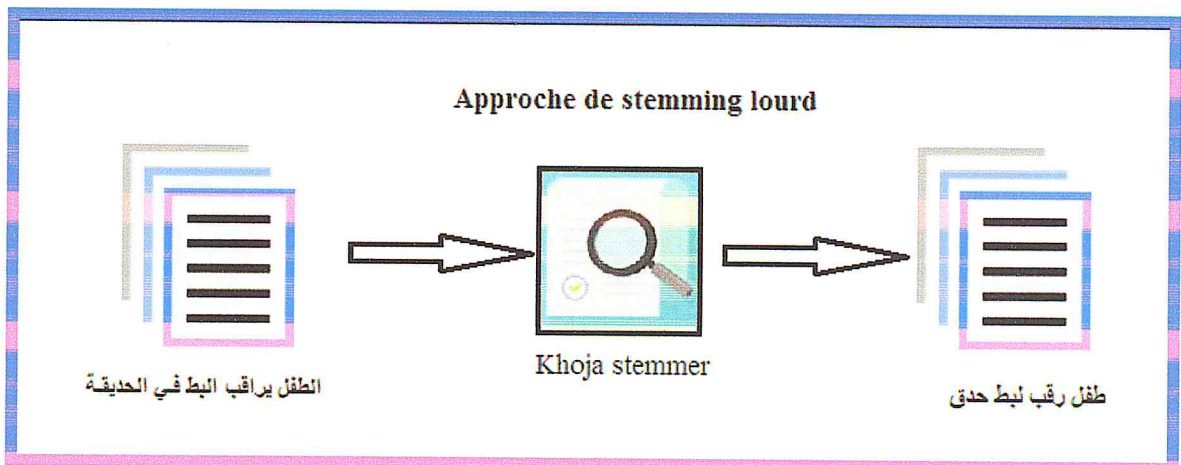 Approche de stemming lourd
Khoja stemmer
الطفل يراقب البط في الحديقة
طفل رقب لبط حدق